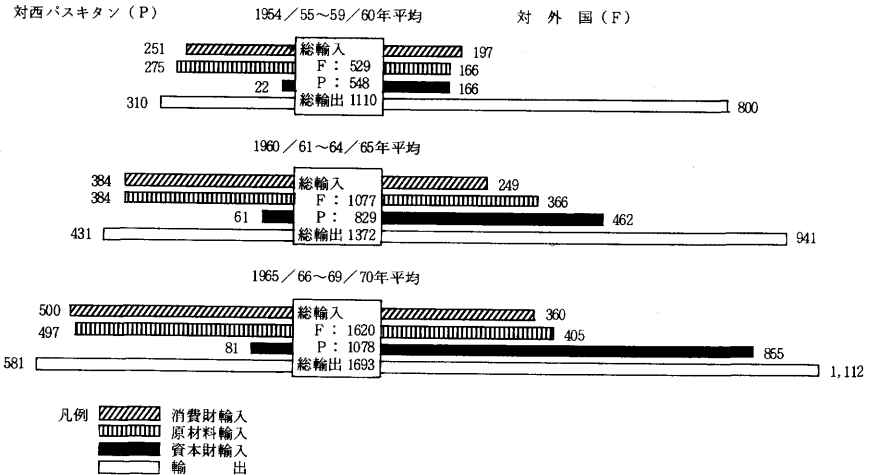 対西パスキタン（P） 1954／55～59／60年平均 対外国（F）
251 総輸入 197
275 F： 529 166
22 P： 548 166
310 総輸出 1110 800
1960／61～64／65年平均
384 総輸入 249
384 F： 1077 366
61 P： 829 462
431 総輸出 1372 941
1965／66～69／70年平均
500 総輸入 360
497 F： 1620 405
81 P： 1078 855
581 総輸出 1693 1,112
凡例 消費財輸入
原材料輸入
資本財輸入
輸出